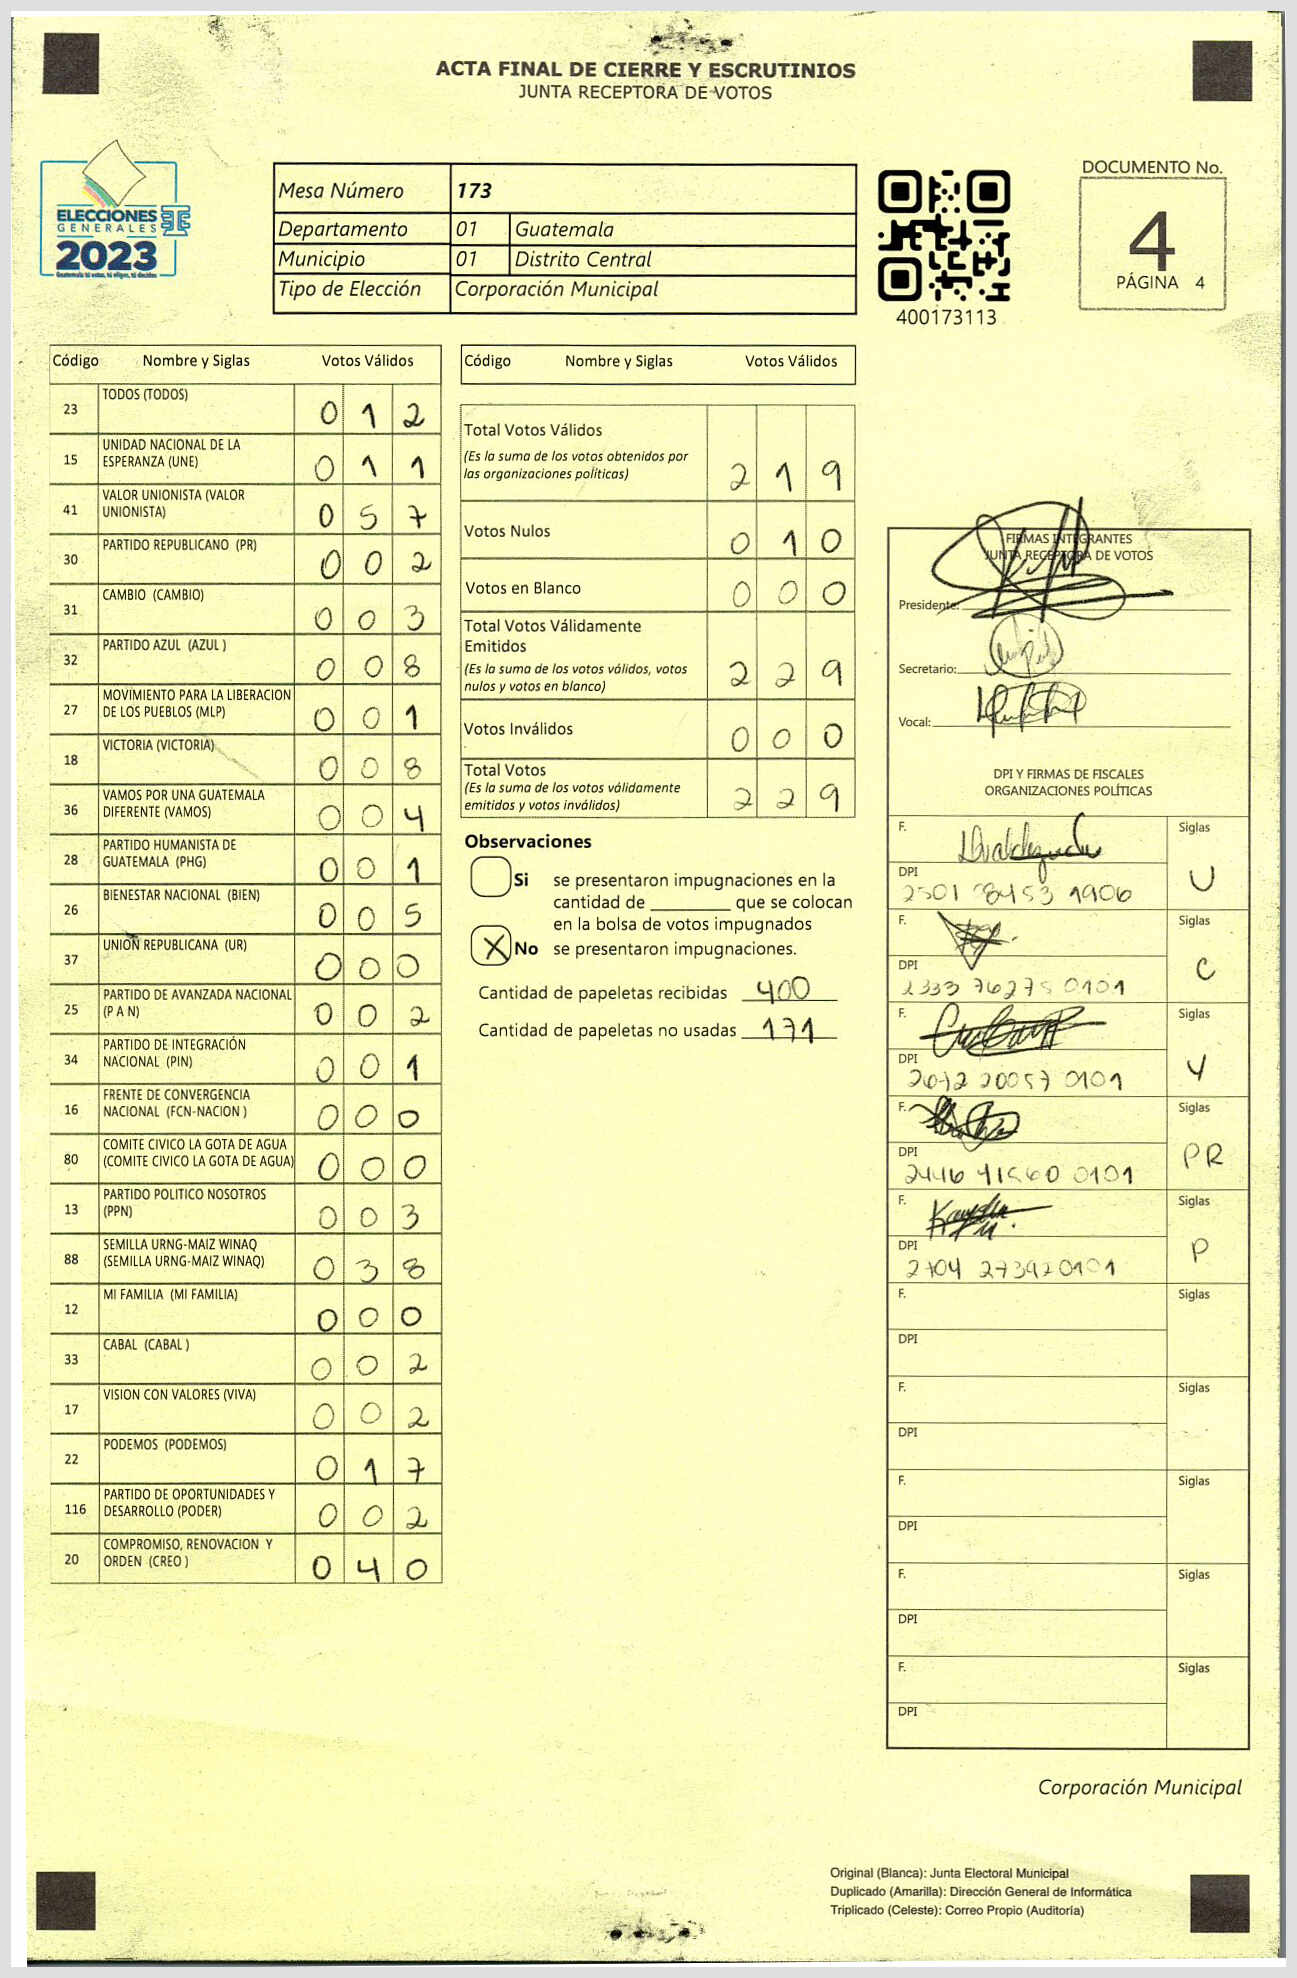 ACTA FINAL DE CIERRE Y ESCRUTINIOS
JUNTA RECEPTORA DE VOTOS
ELECCIONES
GENERALES
2023
Guatemala tú votas, tú eliges, tú decides
Mesa Número 173
Departamento 01 Guatemala
Municipio 01 Distrito Central
Tipo de Elección Corporación Municipal
400173113
DOCUMENTO No.
4
PÁGINA 4
Código Nombre y Siglas Votos Válidos
23 TODOS (TODOS) 0 1 2
15 UNIDAD NACIONAL DE LA
ESPERANZA (UNE) 0 1 1
41 VALOR UNIONISTA (VALOR
UNIONISTA) 0 5 7
30 PARTIDO REPUBLICANO (PR) 0 0 2
31 CAMBIO (CAMBIO) 0 0 3
32 PARTIDO AZUL (AZUL ) 0 0 8
27 MOVIMIENTO PARA LA LIBERACION
DE LOS PUEBLOS (MLP) 0 0 1
18 VICTORIA (VICTORIA) 0 0 8
36 VAMOS POR UNA GUATEMALA
DIFERENTE (VAMOS) 0 0 4
28 PARTIDO HUMANISTA DE
GUATEMALA (PHG) 0 0 1
26 BIENESTAR NACIONAL (BIEN) 0 0 5
37 UNION REPUBLICANA (UR) 0 0 0
25 PARTIDO DE AVANZADA NACIONAL
(P A N) 0 0 2
34 PARTIDO DE INTEGRACIÓN
NACIONAL (PIN) 0 0 1
16 FRENTE DE CONVERGENCIA
NACIONAL (FCN-NACION ) 0 0 0
80 COMITE CIVICO LA GOTA DE AGUA
(COMITE CIVICO LA GOTA DE AGUA) 0 0 0
13 PARTIDO POLITICO NOSOTROS
(PPN) 0 0 3
88 SEMILLA URNG-MAIZ WINAQ
(SEMILLA URNG-MAIZ WINAQ) 0 3 8
12 MI FAMILIA (MI FAMILIA) 0 0 0
33 CABAL (CABAL ) 0 0 2
17 VISION CON VALORES (VIVA) 0 0 2
22 PODEMOS (PODEMOS) 0 1 7
116 PARTIDO DE OPORTUNIDADES Y
DESARROLLO (PODER) 0 0 2
20 COMPROMISO, RENOVACION Y
ORDEN (CREO ) 0 4 0
Código Nombre y Siglas Votos Válidos
Total Votos Válidos
(Es la suma de los votos obtenidos por
las organizaciones políticas) 2 1 9
Votos Nulos 0 1 0
Votos en Blanco 0 0 0
Total Votos Válidamente
Emitidos
(Es la suma de los votos válidos, votos
nulos y votos en blanco) 2 2 9
Votos Inválidos 0 0 0
Total Votos
(Es la suma de los votos válidamente
emitidos y votos inválidos) 2 2 9
Observaciones
Si se presentaron impugnaciones en la
cantidad de ________ que se colocan
en la bolsa de votos impugnados
X No se presentaron impugnaciones.
Cantidad de papeletas recibidas 400
Cantidad de papeletas no usadas 171
FIRMAS INTEGRANTES
JUNTA RECEPTORA DE VOTOS
Presidente:
Secretario:
Vocal:
DPI Y FIRMAS DE FISCALES
ORGANIZACIONES POLÍTICAS
F. Siglas
DPI U
2501 78453 1906
F. Siglas
DPI C
2333 76275 0101
F. Siglas
DPI Y
20057 0101
F. Siglas
DPI PR
2446 41560 0101
F. Siglas
DPI P
2704 273920101
F. Siglas
DPI
F. Siglas
DPI
F. Siglas
DPI
F. Siglas
DPI
F. Siglas
DPI
Corporación Municipal
Original (Blanca): Junta Electoral Municipal
Duplicado (Amarilla): Dirección General de Informática
Triplicado (Celeste): Correo Propio (Auditoría)